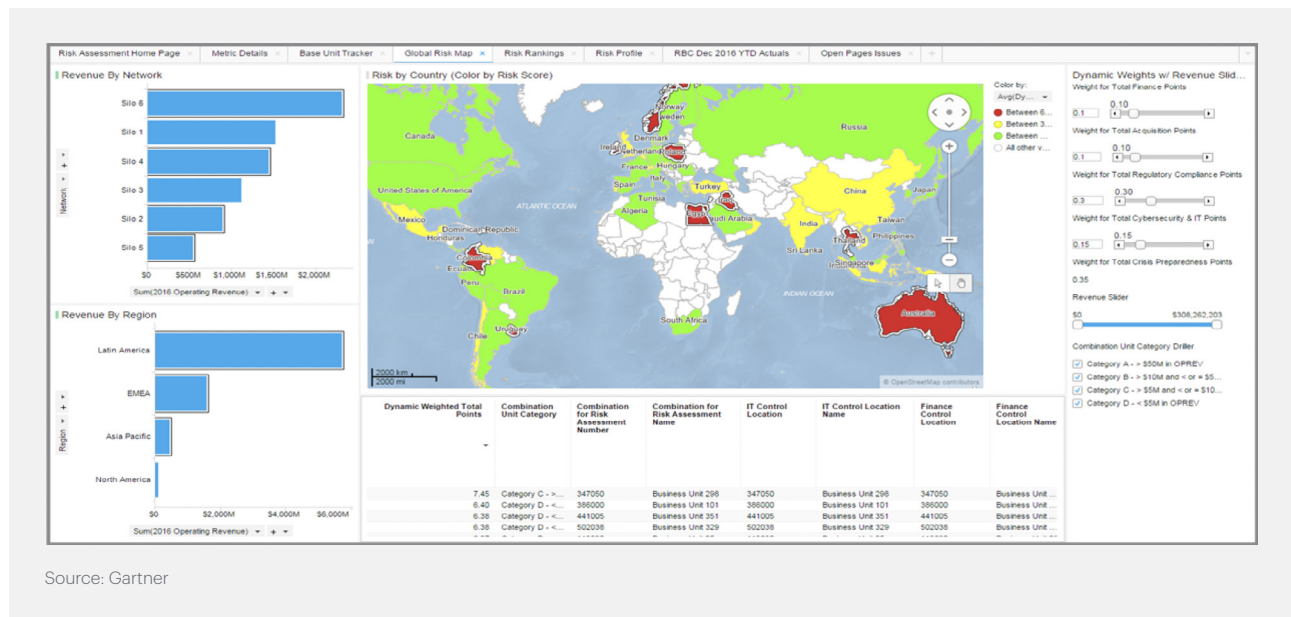 Risk Assessment Home Page
Metric Details
Base Unit Tracker
Global Risk Map
Risk Rankings
Risk Profile
RBC Dec 2016 YTD Actuals
Open Pages Issues
Revenue By Network
Silo 6
Silo 1
Silo 4
Silo 3
Silo 2
Silo 5
Network
$0 $500M $1,000M $1,500M $2,000M
Sum(2016 Operating Revenue)
Revenue By Region
Latin America
EMEA
Asia Pacific
North America
Region
$0 $2,000M $4,000M $6,000M
Sum(2016 Operating Revenue)
Risk by Country (Color by Risk Score)
Norway
Sweden
Canada
Russia
Denmark
Ireland
Netherlands
Poland
France
Hungary
Italy
Spain
Turkey
United States of America
China
Japan
Tunisia
ATLANTIC OCEAN
Algeria
Iraq
Egypt
Saudi Arabia
Mexico
India
Taiwan
Dominican Republic
Honduras
Thailand
Philippines
Sri Lanka
Colombia
Singapore
Ecuador
Peru
Brazil
INDIAN OCEAN
Australia
South Africa
Uruguay
Chile
2000 km
2000 mi
© OpenStreetMap contributors
Color by:
Avg(Dy...
Between 6...
Between 3...
Between ...
All other v...
Dynamic Weighted Total Points
Combination Unit Category
Combination for Risk Assessment Number
Combination for Risk Assessment Name
IT Control Location
IT Control Location Name
Finance Control Location
Finance Control Location Name
7.45 Category C - >... 347050 Business Unit 298 347050 Business Unit 298 347050 Business Unit ...
6.40 Category D - <... 386000 Business Unit 101 386000 Business Unit 101 386000 Business Unit ...
6.38 Category D - <... 441005 Business Unit 351 441005 Business Unit 351 441005 Business Unit ...
6.38 Category D - <... 502038 Business Unit 329 502038 Business Unit 329 502038 Business Unit ...
Dynamic Weights w/ Revenue Slid...
Weight for Total Finance Points
0.10
0.1
Weight for Total Acquisition Points
0.10
0.1
Weight for Total Regulatory Compliance Points
0.30
0.3
Weight for Total Cybersecurity & IT Points
0.15
0.15
Weight for Total Crisis Preparedness Points
0.35
Revenue Slider
$0 $308,262,203
Combination Unit Category Driller
Category A - > $50M in OPREV
Category B - > $10M and < or = $5...
Category C - > $5M and < or = $10...
Category D - < $5M in OPREV
Source: Gartner